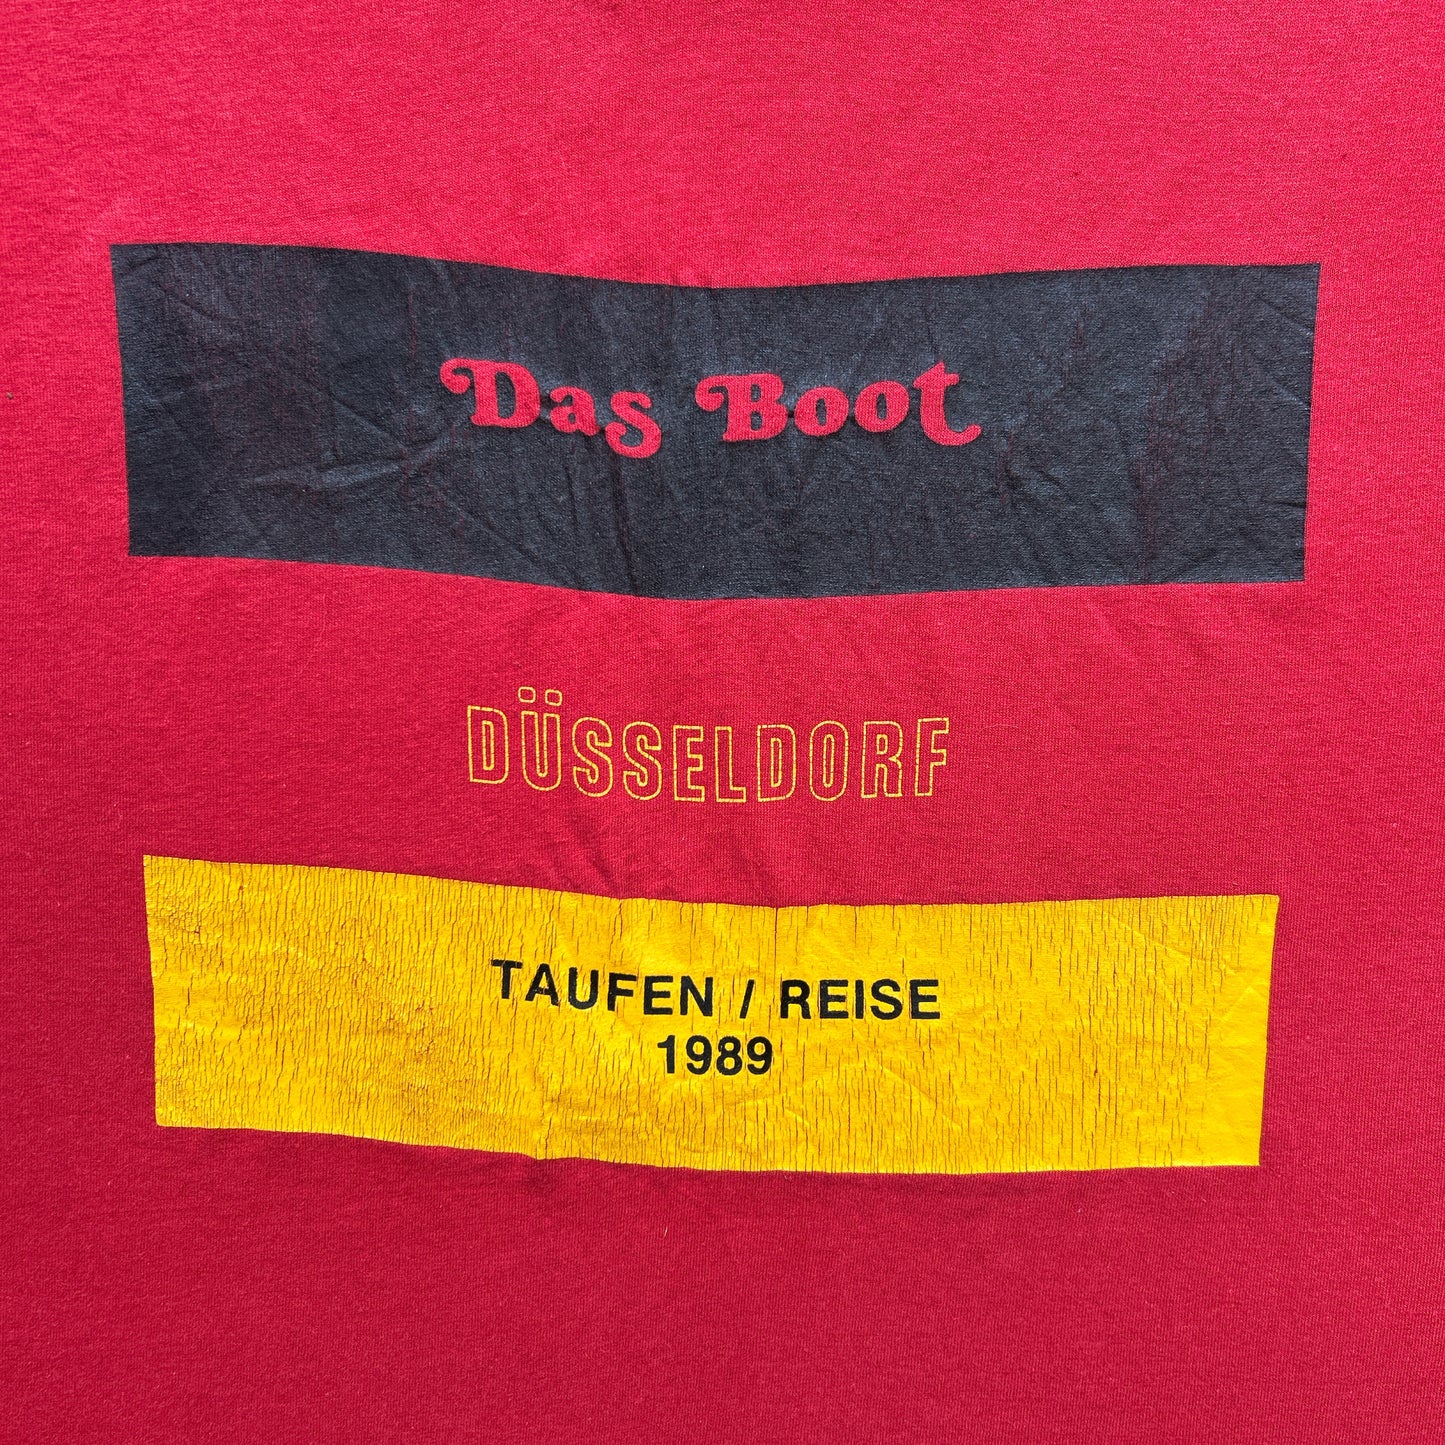 Das Boot
DÜSSELDORF
TAUFEN / REISE
1989